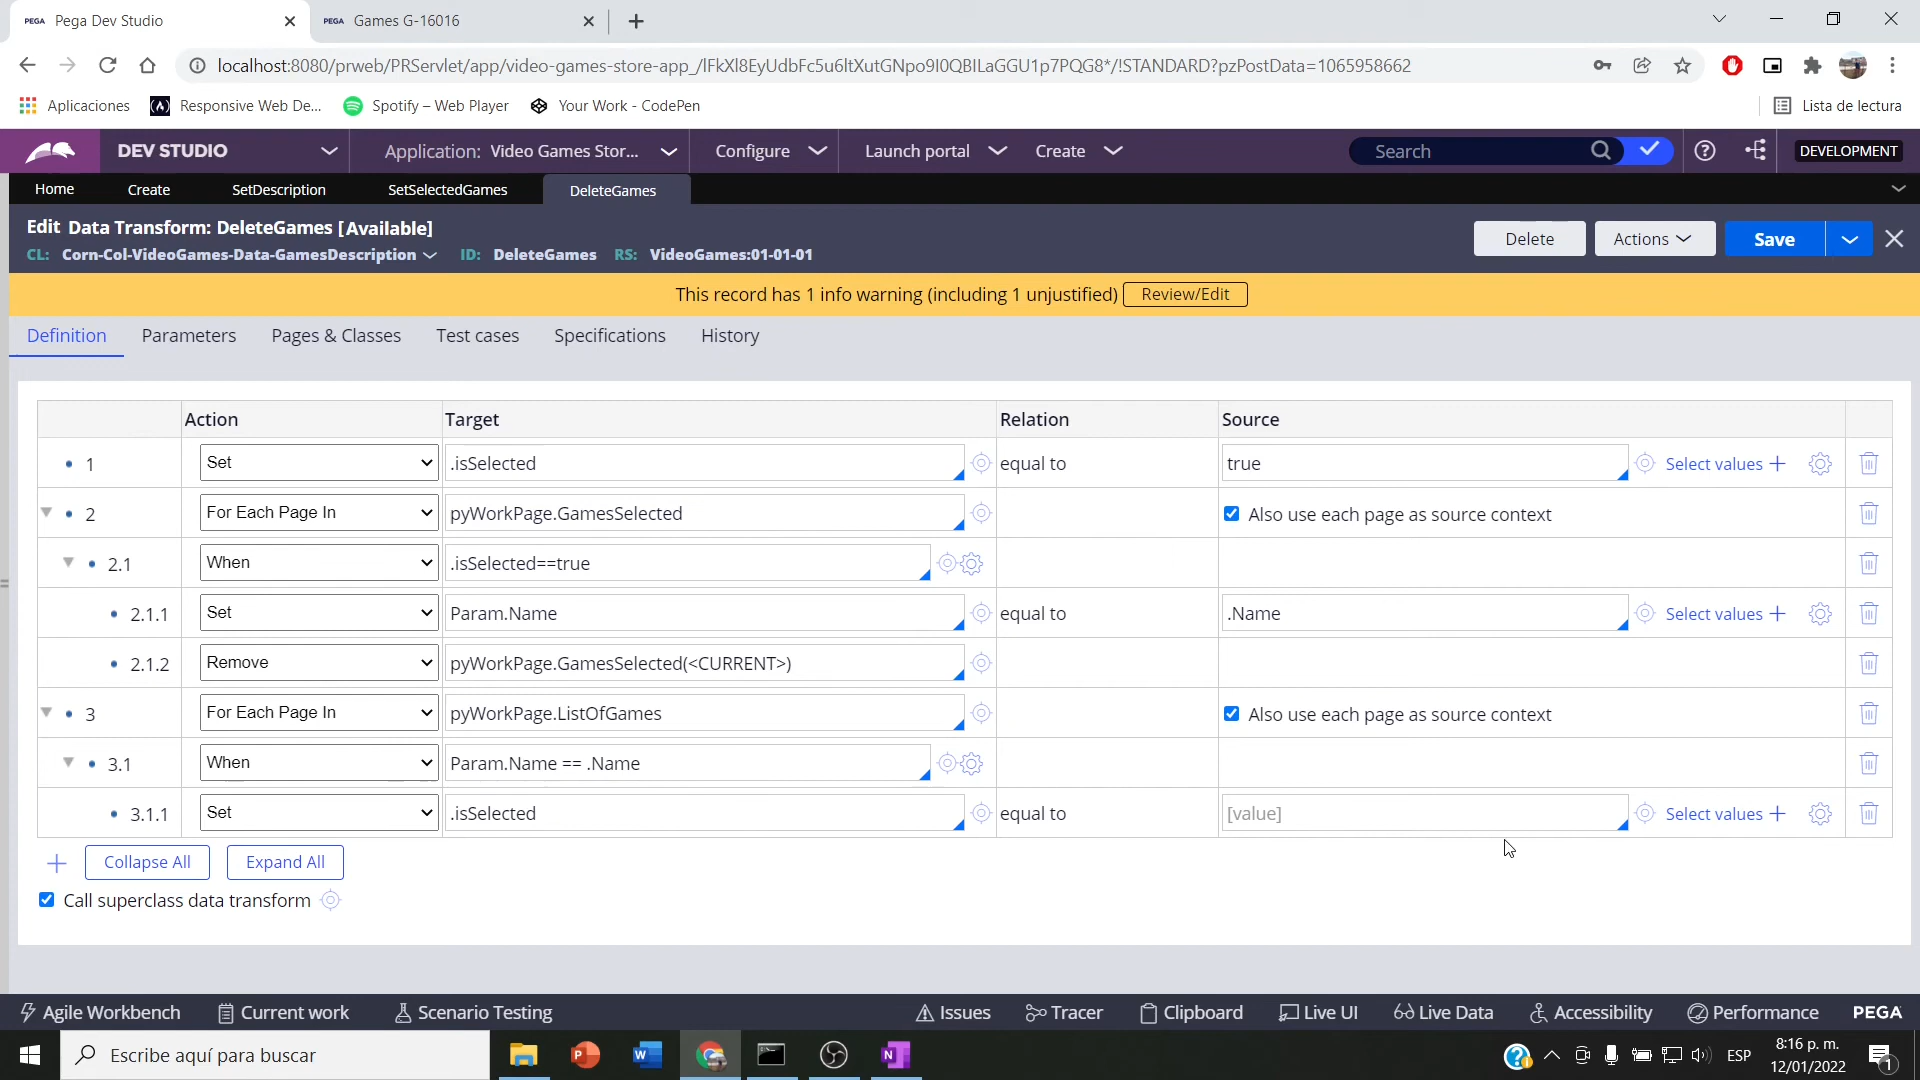 PEGA Pega Dev Studio
PEGA Games G-16016
localhost:8080/prweb/PRServlet/app/video-games-store-app_/lFkXl8EyUdbFc5u6ltXutGNpo9I0QBILaGGU1p7PQG8*/!STANDARD?pzPostData=1065958662
Aplicaciones Responsive Web De... Spotify – Web Player Your Work - CodePen Lista de lectura
DEV STUDIO Application: Video Games Stor... Configure Launch portal Create Search DEVELOPMENT
Home Create SetDescription SetSelectedGames DeleteGames
Edit Data Transform: DeleteGames [Available]
CL: Corn-Col-VideoGames-Data-GamesDescription ID: DeleteGames RS: VideoGames:01-01-01
Delete Actions Save
This record has 1 info warning (including 1 unjustified) Review/Edit
Definition Parameters Pages & Classes Test cases Specifications History
Action Target Relation Source
1 Set .isSelected equal to true Select values
2 For Each Page In pyWorkPage.GamesSelected Also use each page as source context
2.1 When .isSelected==true
2.1.1 Set Param.Name equal to .Name Select values
2.1.2 Remove pyWorkPage.GamesSelected(<CURRENT>)
3 For Each Page In pyWorkPage.ListOfGames Also use each page as source context
3.1 When Param.Name == .Name
3.1.1 Set .isSelected equal to [value] Select values
Collapse All Expand All
Call superclass data transform
Agile Workbench Current work Scenario Testing Issues Tracer Clipboard Live UI Live Data Accessibility Performance PEGA
Escribe aquí para buscar
ESP
8:16 p. m.
12/01/2022
1